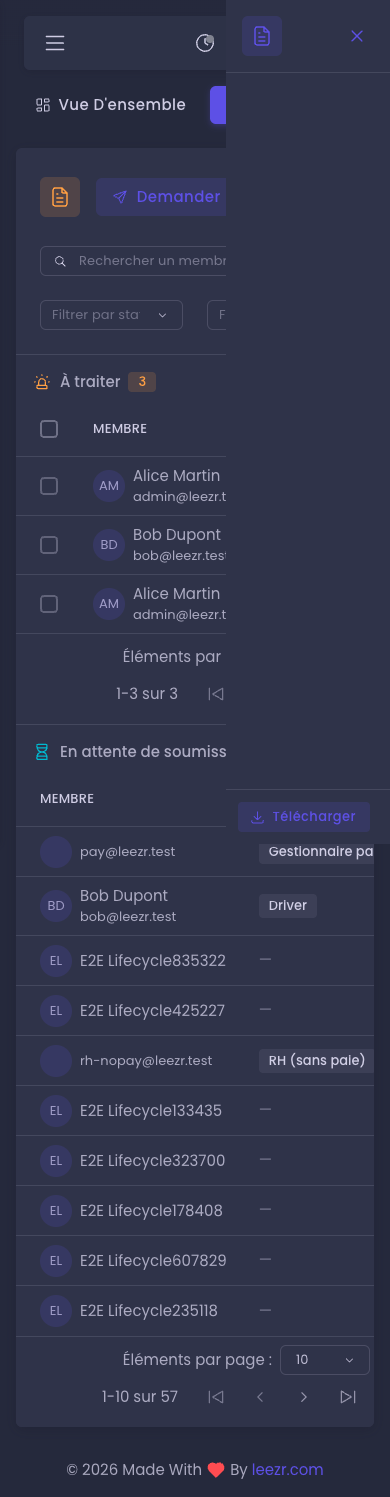 Vue D'ensemble
Demander
Rechercher un membr
Filtrer par sta
F
À traiter 3
MEMBRE
AM Alice Martin
admin@leezr.t
BD Bob Dupont
bob@leezr.test
AM Alice Martin
admin@leezr.t
Éléments par
1-3 sur 3
En attente de soumiss
MEMBRE
Télécharger
pay@leezr.test Gestionnaire pa
BD Bob Dupont
bob@leezr.test
Driver
EL E2E Lifecycle835322 —
EL E2E Lifecycle425227 —
rh-nopay@leezr.test RH (sans paie)
EL E2E Lifecycle133435 —
EL E2E Lifecycle323700 —
EL E2E Lifecycle178408 —
EL E2E Lifecycle607829 —
EL E2E Lifecycle235118 —
Éléments par page : 10
1-10 sur 57
© 2026 Made With By leezr.com